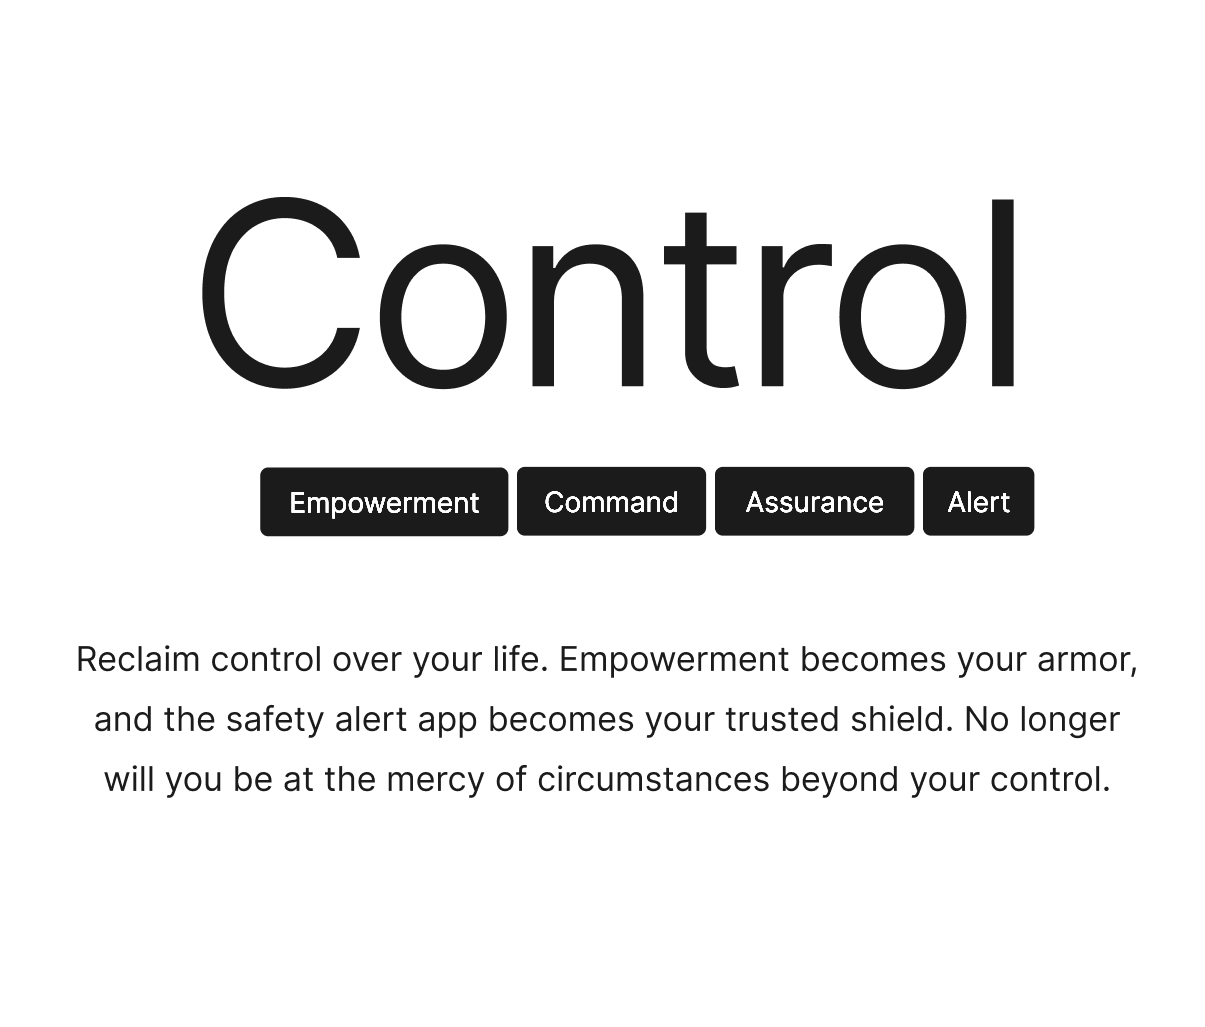 Control
Empowerment Command Assurance Alert
Reclaim control over your life. Empowerment becomes your armor,
and the safety alert app becomes your trusted shield. No longer
will you be at the mercy of circumstances beyond your control.